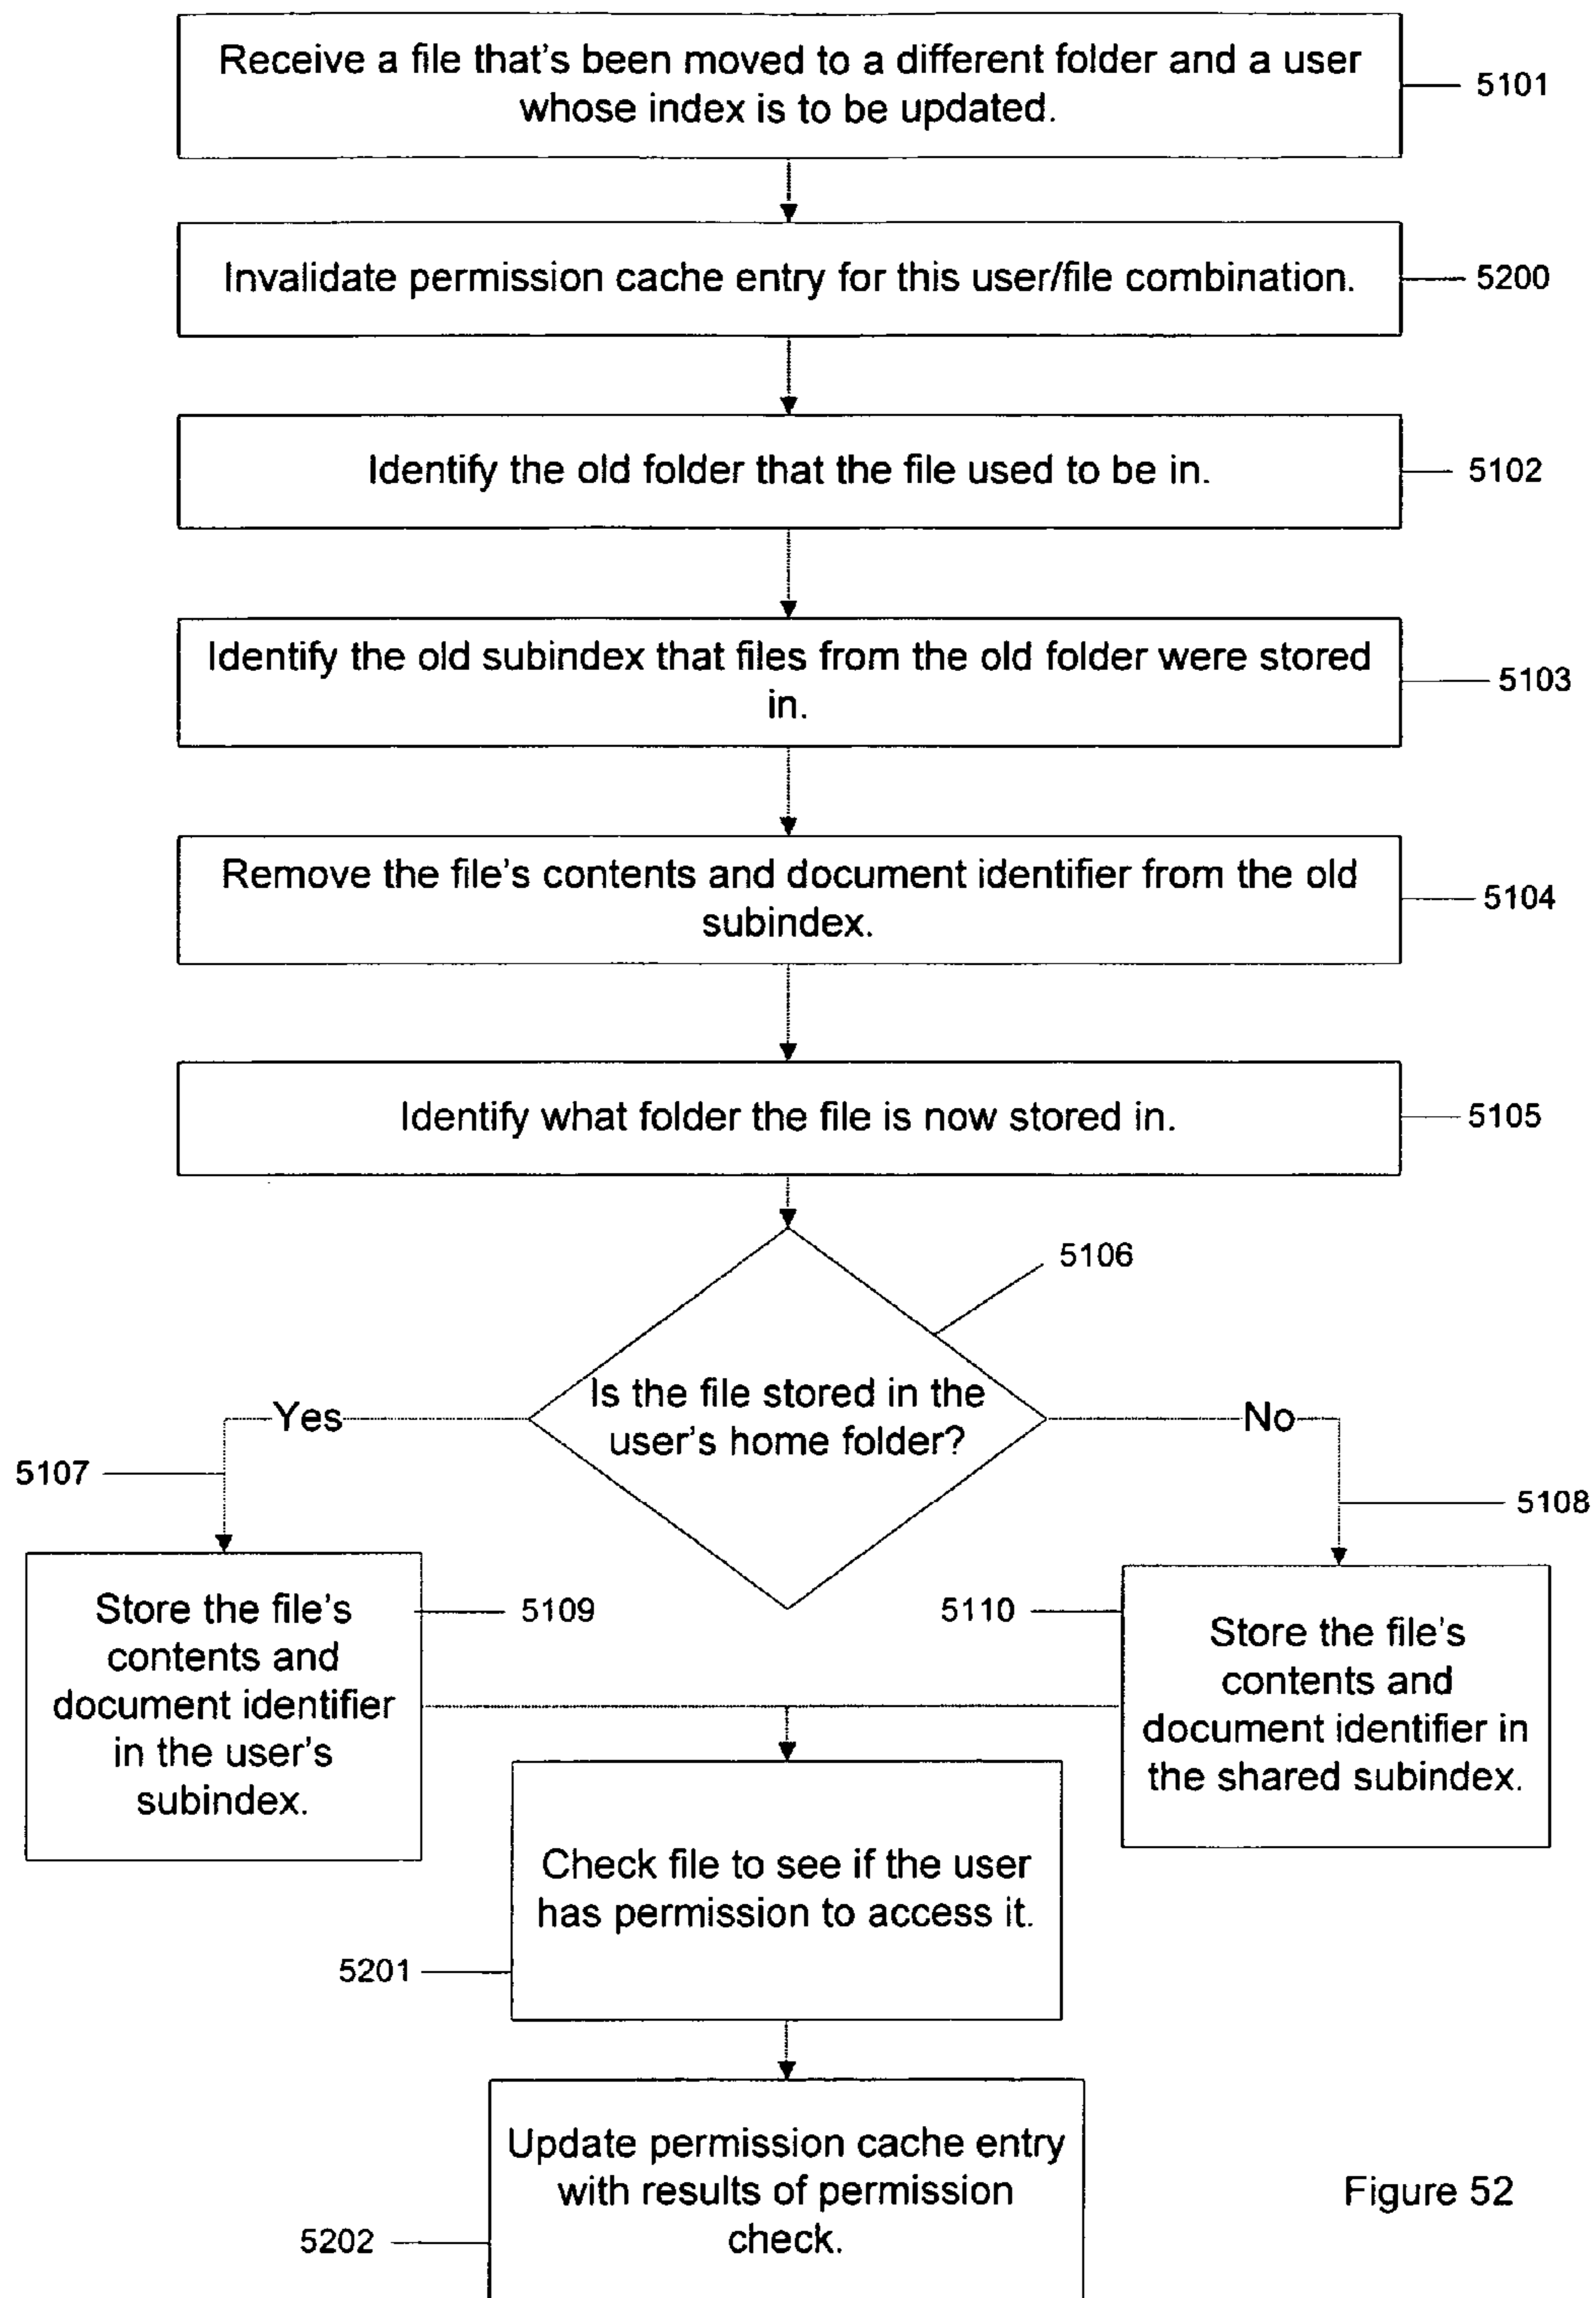 Receive a file that's been moved to a different folder and a user
whose index is to be updated.
5101
Invalidate permission cache entry for this user/file combination.
5200
Identify the old folder that the file used to be in.
5102
Identify the old subindex that files from the old folder were stored
in.
5103
Remove the file's contents and document identifier from the old
subindex.
5104
Identify what folder the file is now stored in.
5105
5106
Is the file stored in the
user's home folder?
Yes
No
5107
5108
Store the file's
contents and
document identifier
in the user's
subindex.
5109
5110
Store the file's
contents and
document identifier in
the shared subindex.
Check file to see if the user
has permission to access it.
5201
Update permission cache entry
with results of permission
check.
5202
Figure 52